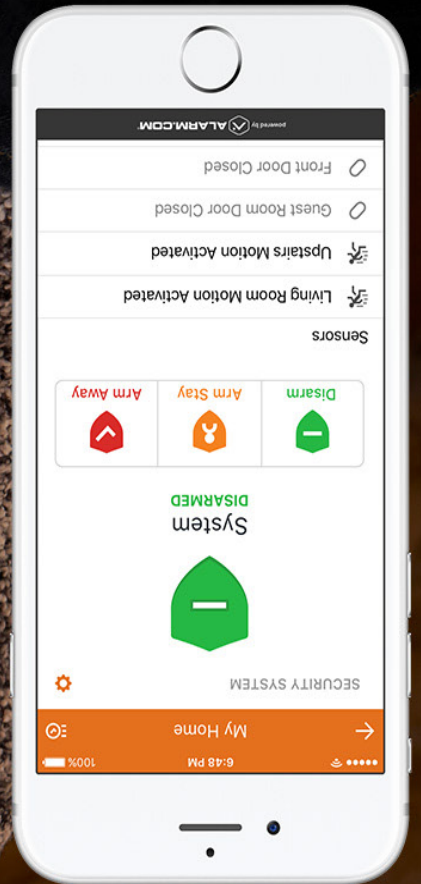 6:48 PM 100%
My Home
SECURITY SYSTEM
System
DISARMED
Disarm Arm Stay Arm Away
Sensors
Living Room Motion Activated
Upstairs Motion Activated
Guest Room Door Closed
Front Door Closed
powered by ALARM.COM